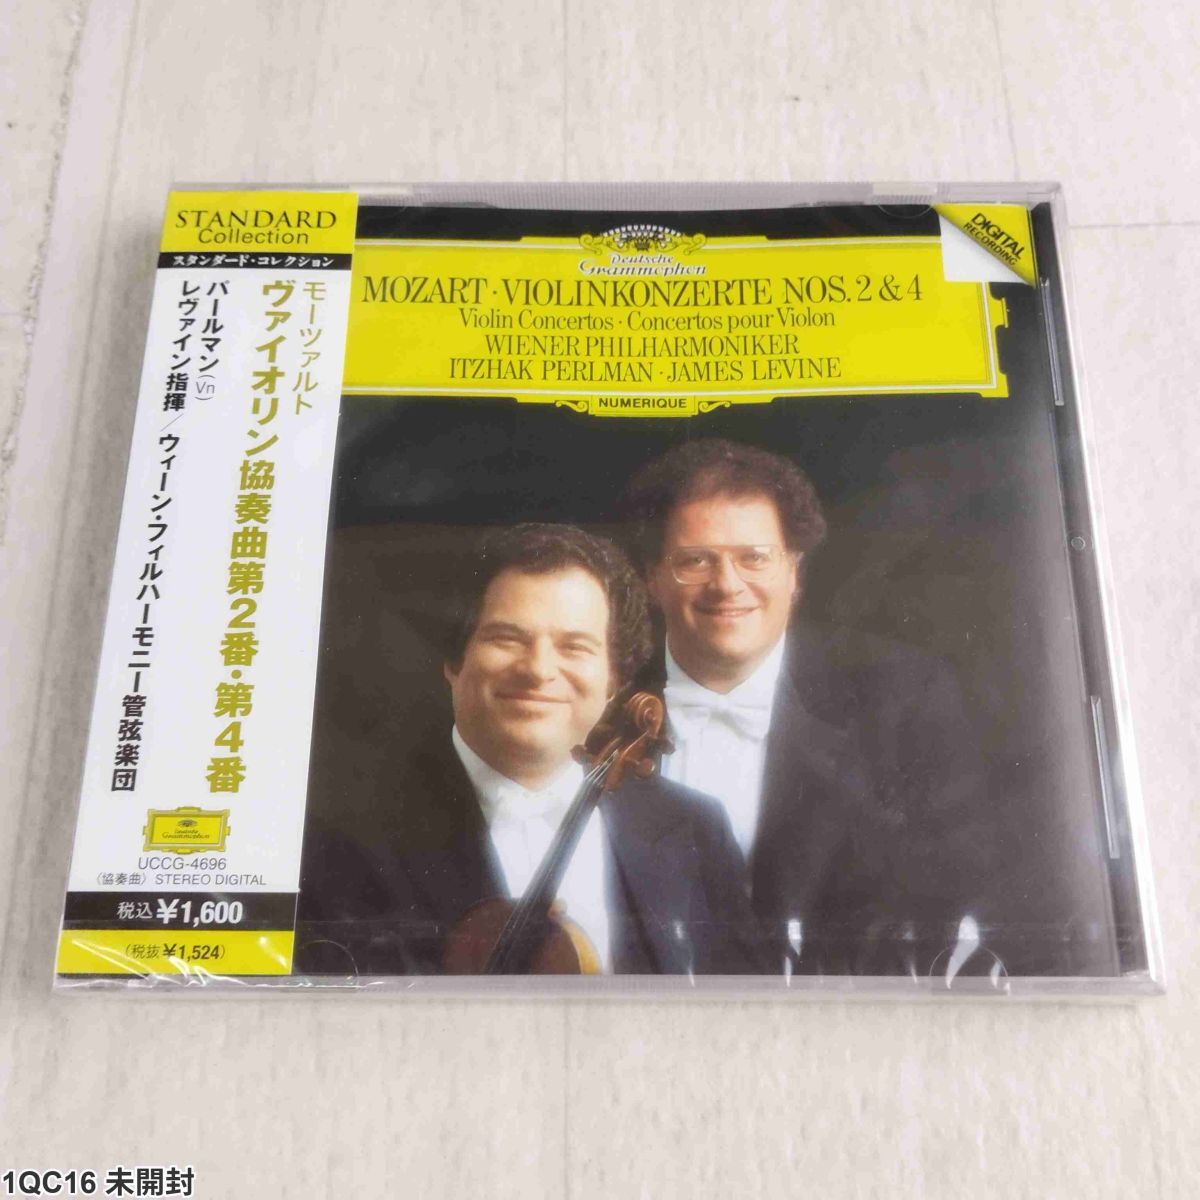 STANDARD
Collection
スタンダード・コレクション
モーツァルト
ヴァイオリン協奏曲第2番・第4番
パールマン(Vn)
レヴァイン指揮/ウィーン・フィルハーモニー管弦楽団
Deutsche
Grammophon
UCCG-4696
〈協奏曲〉 STEREO DIGITAL
税込¥1,600
(税抜¥1,524)
Deutsche
Grammophon
DIGITAL
RECORDING
MOZART・VIOLINKONZERTE NOS. 2 & 4
Violin Concertos・Concertos pour Violon
WIENER PHILHARMONIKER
ITZHAK PERLMAN・JAMES LEVINE
NUMERIQUE
1QC16 未開封